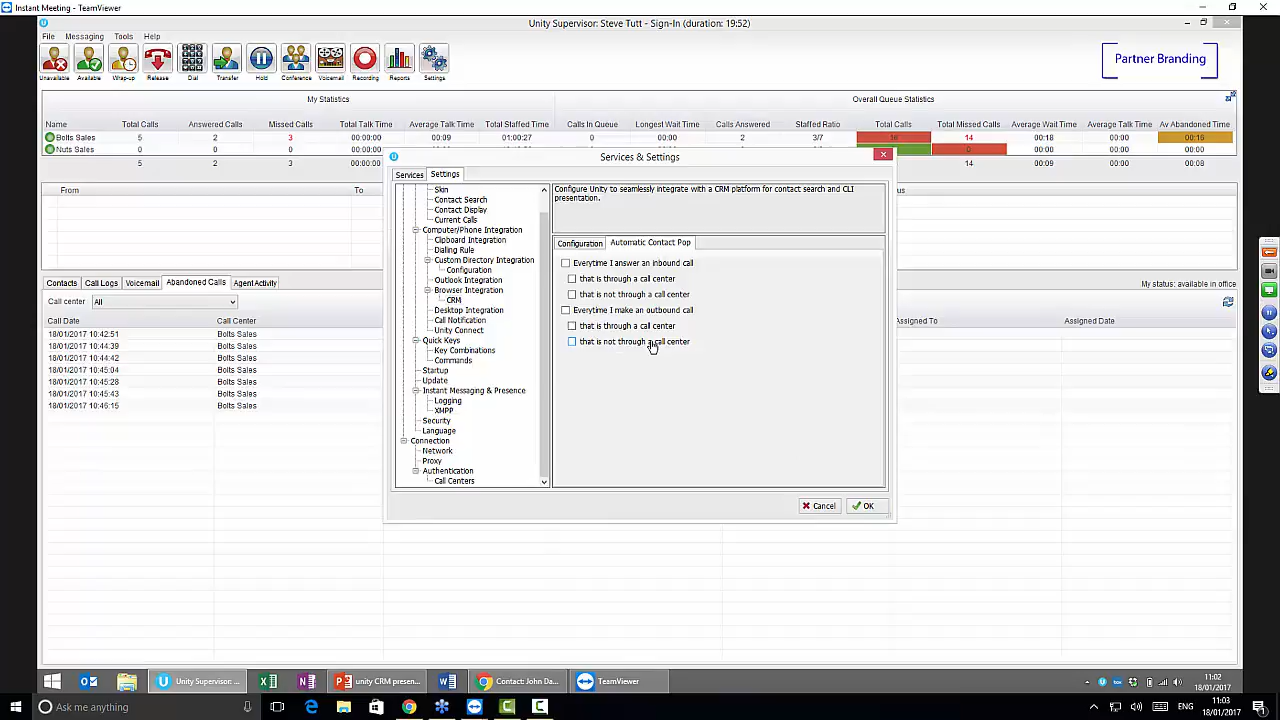 Instant Meeting - TeamViewer
Unity Supervisor: Steve Tutt - Sign-In (duration: 19:52)
File Messaging Tools Help
Unavailable Available Wrap-up Release Dial Transfer Hold Conference Voicemail Recording Reports Settings
Partner Branding
My Statistics Overall Queue Statistics
Name Total Calls Answered Calls Missed Calls Total Talk Time Average Talk Time Total Staffed Time Calls In Queue Longest Wait Time Calls Answered Staffed Ratio Total Calls Total Missed Calls Average Wait Time Average Talk Time Av Abandoned Time
Bolts Sales 5 2 3 00:00:00 00:09 01:00:27 0 00:00 2 3/7 14 00:18 00:00 00:16
Nuts Sales 0 0 0 00:00:00 0 00:00 00:00 00:00
5 2 3 00:00:00 14 00:09 00:00 00:08
Services & Settings
Services Settings
From To
Skin
Contact Search
Contact Display
Current Calls
Computer/Phone Integration
Clipboard Integration
Dialing Rule
Custom Directory Integration
Configuration
Outlook Integration
Browser Integration
CRM
Desktop Integration
Call Notification
Unity Connect
Quick Keys
Key Combinations
Commands
Startup
Update
Instant Messaging & Presence
Logging
XMPP
Security
Language
Connection
Network
Proxy
Authentication
Call Centers
Configure Unity to seamlessly integrate with a CRM platform for contact search and CLI
presentation.
Configuration Automatic Contact Pop
Everytime I answer an inbound call
that is through a call center
that is not through a call center
Everytime I make an outbound call
that is through a call center
that is not through a call center
Cancel OK
Contacts Call Logs Voicemail Abandoned Calls Agent Activity
My status: available in office
Call center All
Call Date Call Center Assigned To Assigned Date
18/01/2017 10:42:51 Bolts Sales
18/01/2017 10:44:39 Bolts Sales
18/01/2017 10:44:42 Bolts Sales
18/01/2017 10:45:04 Bolts Sales
18/01/2017 10:45:28 Bolts Sales
18/01/2017 10:45:43 Bolts Sales
18/01/2017 10:46:15 Bolts Sales
Unity Supervisor: ... unity CRM presen... Contact: John Da... TeamViewer
11:02
18/01/2017
Ask me anything
ENG
11:03
18/01/2017